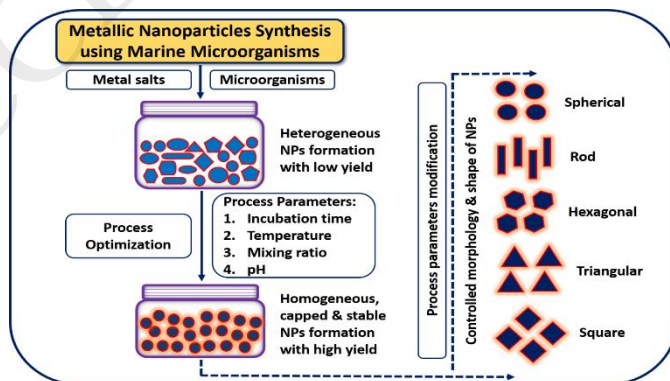 Metallic Nanoparticles Synthesis
using Marine Microorganisms
Metal salts
Microorganisms
Heterogeneous
NPs formation
with low yield
Process
Optimization
Process Parameters:
1. Incubation time
2. Temperature
3. Mixing ratio
4. pH
Homogeneous,
capped & stable
NPs formation
with high yield
Process parameters modification
Controlled morphology & shape of NPs
Spherical
Rod
Hexagonal
Triangular
Square